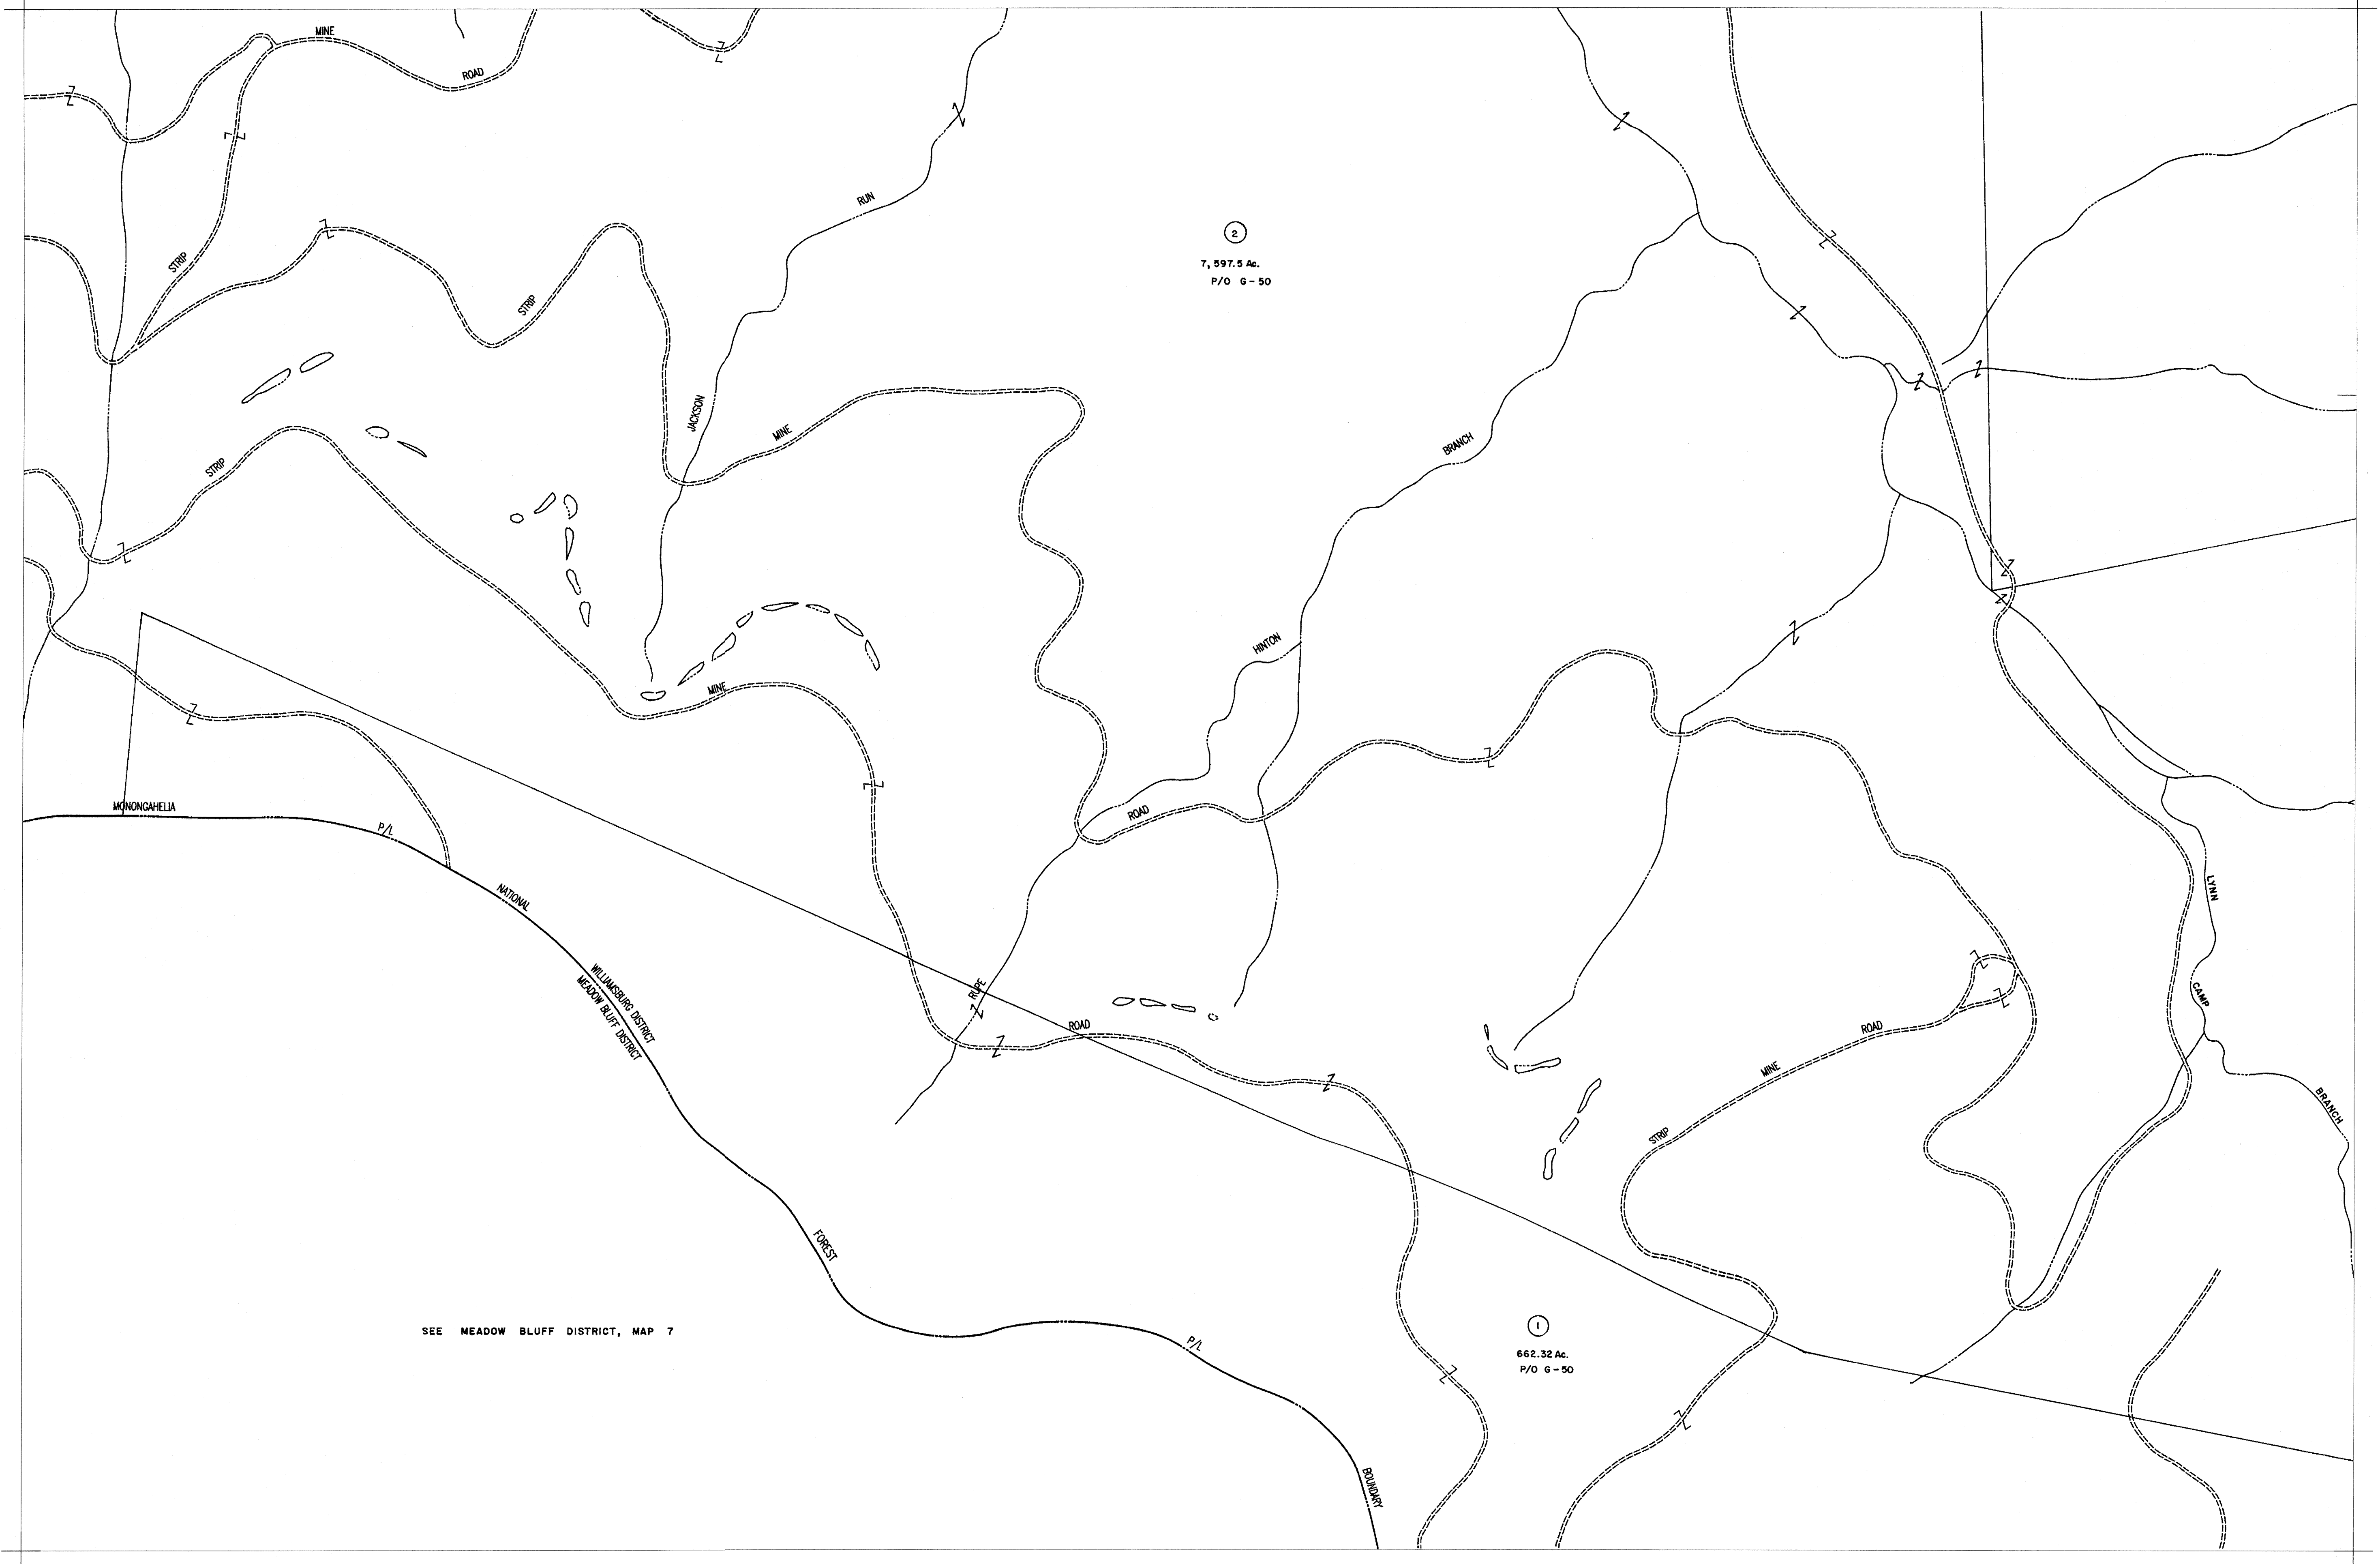 MINE
ROAD
STRIP
RUN
JACKSON
2
7,597.5 Ac.
P/O G-50
STRIP
MINE
STRIP
MINE
BRANCH
HINTON
ROAD
RUPE
ROAD
MONONGAHELIA
P/L
NATIONAL
WILLIAMSBURG DISTRICT
MEADOW BLUFF DISTRICT
FOREST
P/L
BOUNDARY
LYNN
CAMP
BRANCH
STRIP
MINE
ROAD
1
662.32 Ac.
P/O G-50
SEE MEADOW BLUFF DISTRICT, MAP 7